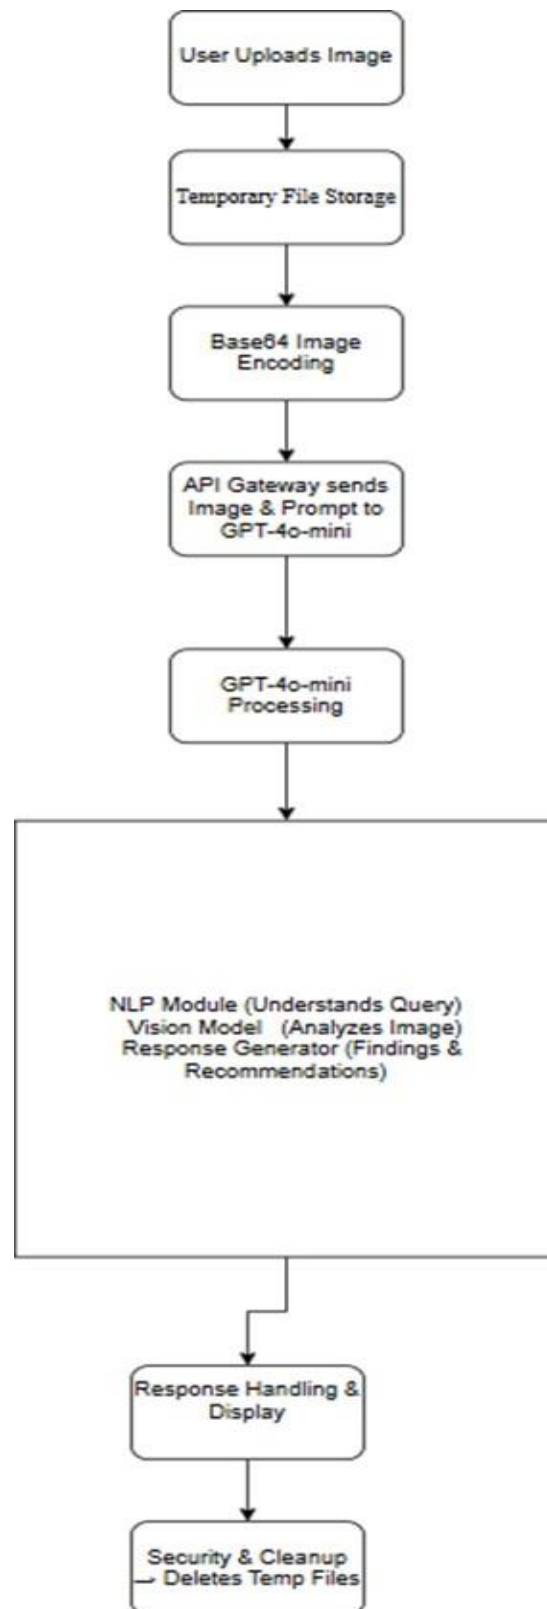 User Uploads Image
Temporary File Storage
Base64 Image
Encoding
API Gateway sends
Image & Prompt to
GPT-4o-mini
GPT-4o-mini
Processing
NLP Module (Understands Query)
Vision Model (Analyzes Image)
Response Generator (Findings &
Recommendations)
Response Handling &
Display
Security & Cleanup
→ Deletes Temp Files